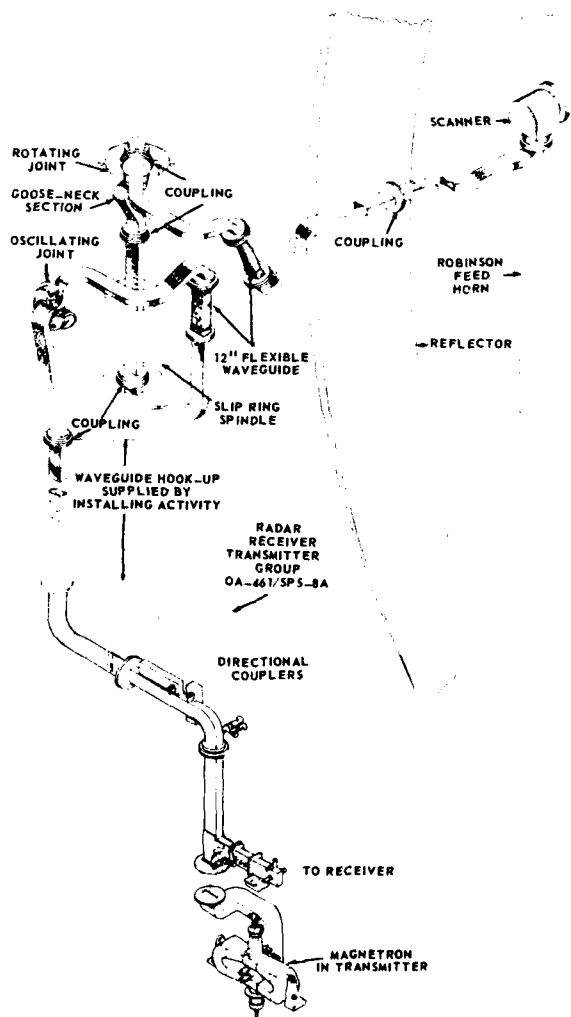 SCANNER
ROTATING
JOINT
COUPLING
GOOSE-NECK
SECTION
OSCILLATING
JOINT
COUPLING
ROBINSON
FEED
HORN
REFLECTOR
12" FLEXIBLE
WAVEGUIDE
SLIP RING
SPINDLE
COUPLING
WAVEGUIDE HOOK-UP
SUPPLIED BY
INSTALLING ACTIVITY
RADAR
RECEIVER
TRANSMITTER
GROUP
OA-461/SPS-8A
DIRECTIONAL
COUPLERS
TO RECEIVER
MAGNETRON
IN TRANSMITTER